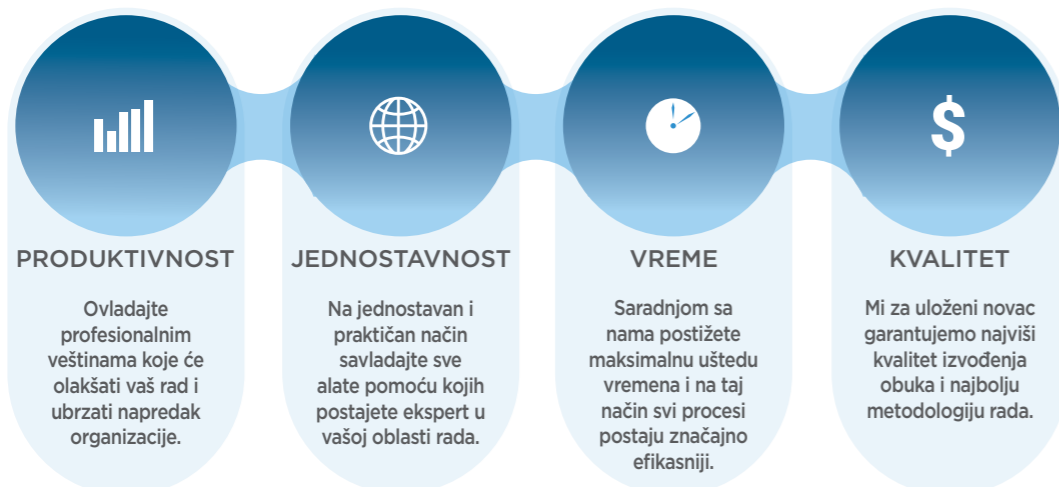 PRODUKTIVNOST
Ovladajte
profesionalnim
veštinama koje će
olakšati vaš rad i
ubrzati napredak
organizacije.
JEDNOSTAVNOST
Na jednostavan i
praktičan način
savladajte sve
alate pomoću kojih
postajete ekspert u
vašoj oblasti rada.
VREME
Saradnjom sa
nama postižete
maksimalnu uštedu
vremena i na taj
način svi procesi
postaju značajno
efikasniji.
$
KVALITET
Mi za uloženi novac
garantujemo najviši
kvalitet izvođenja
obuka i najbolju
metodologiju rada.